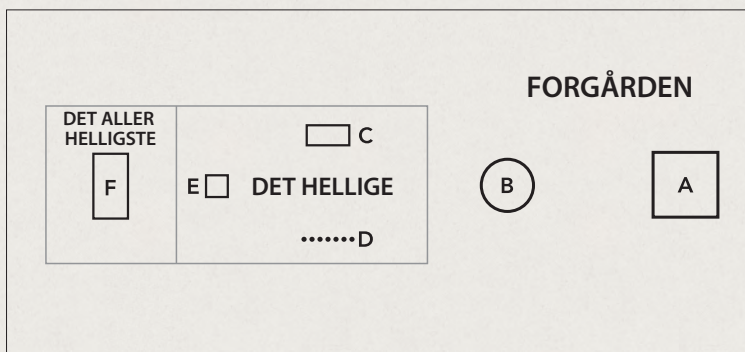 FORGÅRDEN
DET ALLER
HELLIGSTE
C
F
E
DET HELLIGE
B
A
D